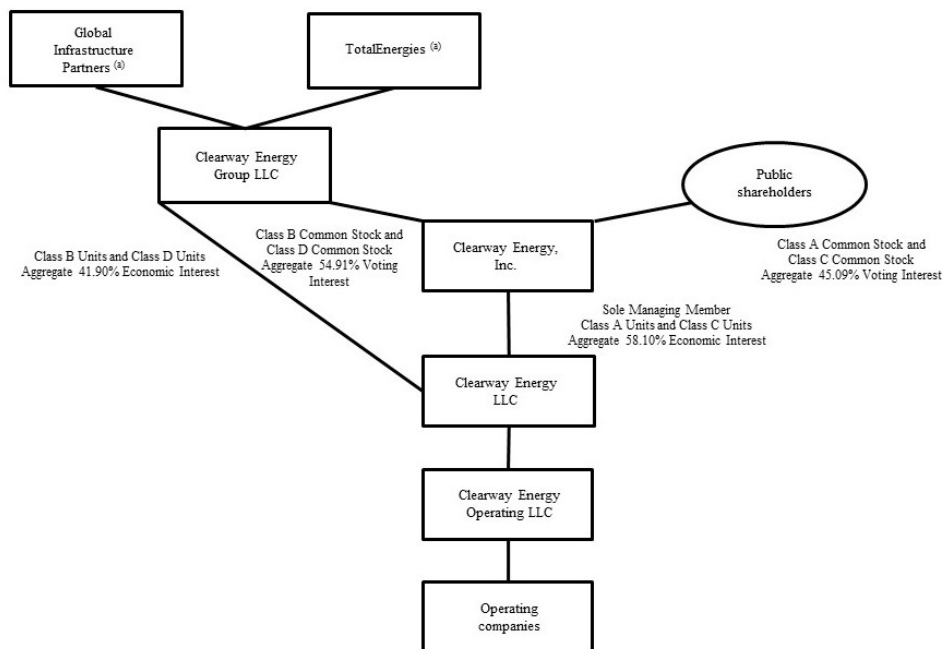 Global
Infrastructure
Partners (a)
TotalEnergies (a)
Clearway Energy
Group LLC
Public
shareholders
Class B Units and Class D Units
Aggregate 41.90% Economic Interest
Class B Common Stock and
Class D Common Stock
Aggregate 54.91% Voting
Interest
Clearway Energy,
Inc.
Class A Common Stock and
Class C Common Stock
Aggregate 45.09% Voting Interest
Sole Managing Member
Class A Units and Class C Units
Aggregate 58.10% Economic Interest
Clearway Energy
LLC
Clearway Energy
Operating LLC
Operating
companies